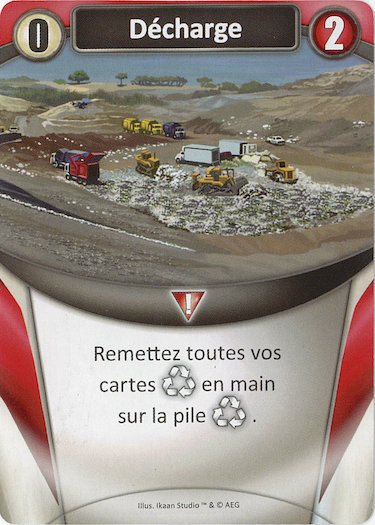 0 Décharge 2
!
Remettez toutes vos
cartes en main
sur la pile .
Illus. Ikaan Studio ™ & © AEG